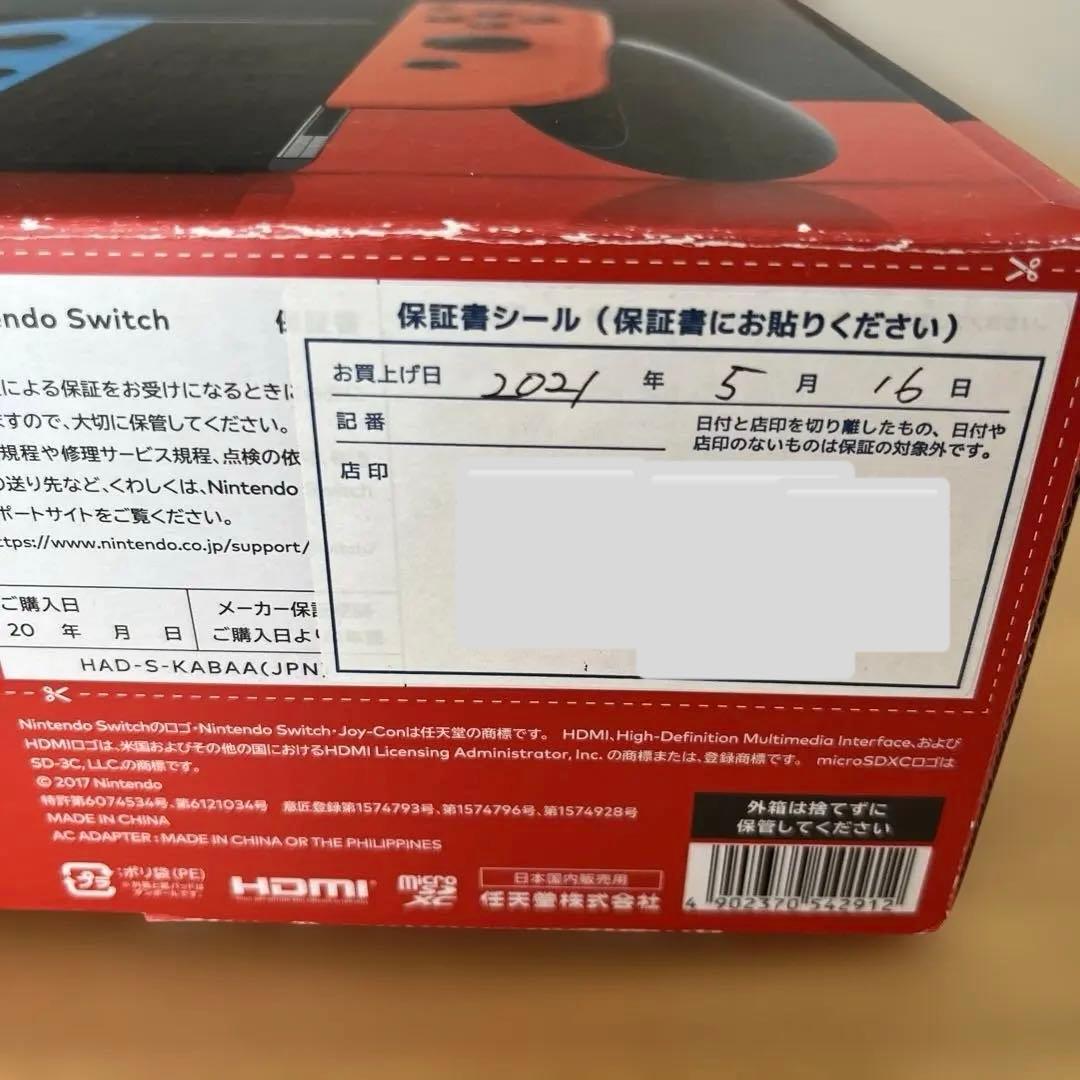 Nintendo Switch
保証書シール（保証書にお貼りください）
お買上げ日 2021 年 5 月 16 日
記番
日付と店印を切り離したもの、日付や
店印のないものは保証の対象外です。
店印
による保証をお受けになるときに
ますので、大切に保管してください。
規程や修理サービス規程、点検の依
の送り先など、くわしくは、Nintendo
ポートサイトをご覧ください。
https://www.nintendo.co.jp/support/
ご購入日
20 年 月 日
メーカー保証
ご購入日より
HAD-S-KABAA(JPN)
Nintendo Switchのロゴ・Nintendo Switch・Joy-Conは任天堂の商標です。 HDMI、High-Definition Multimedia Interface、および
HDMIロゴは、米国およびその他の国におけるHDMI Licensing Administrator, Inc. の商標または、登録商標です。 microSDXCロゴは
SD-3C, LLC.の商標です。
© 2017 Nintendo
特許第6074534号、第6121034号 意匠登録第1574793号、第1574796号、第1574928号
MADE IN CHINA
AC ADAPTER : MADE IN CHINA OR THE PHILIPPINES
外箱は捨てずに
保管してください
プラ
:ポリ袋(PE)
HDMI
micro SD XC
日本国内販売用
任天堂株式会社
4 902370 542912